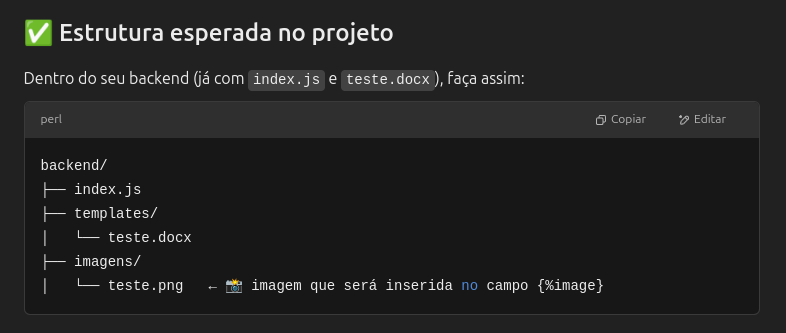 ✅ Estrutura esperada no projeto
Dentro do seu backend (já com index.js e teste.docx), faça assim:
perl Copiar Editar
backend/
├── index.js
├── templates/
│   └── teste.docx
├── imagens/
│   └── teste.png   ← 📸 imagem que será inserida no campo {%image}